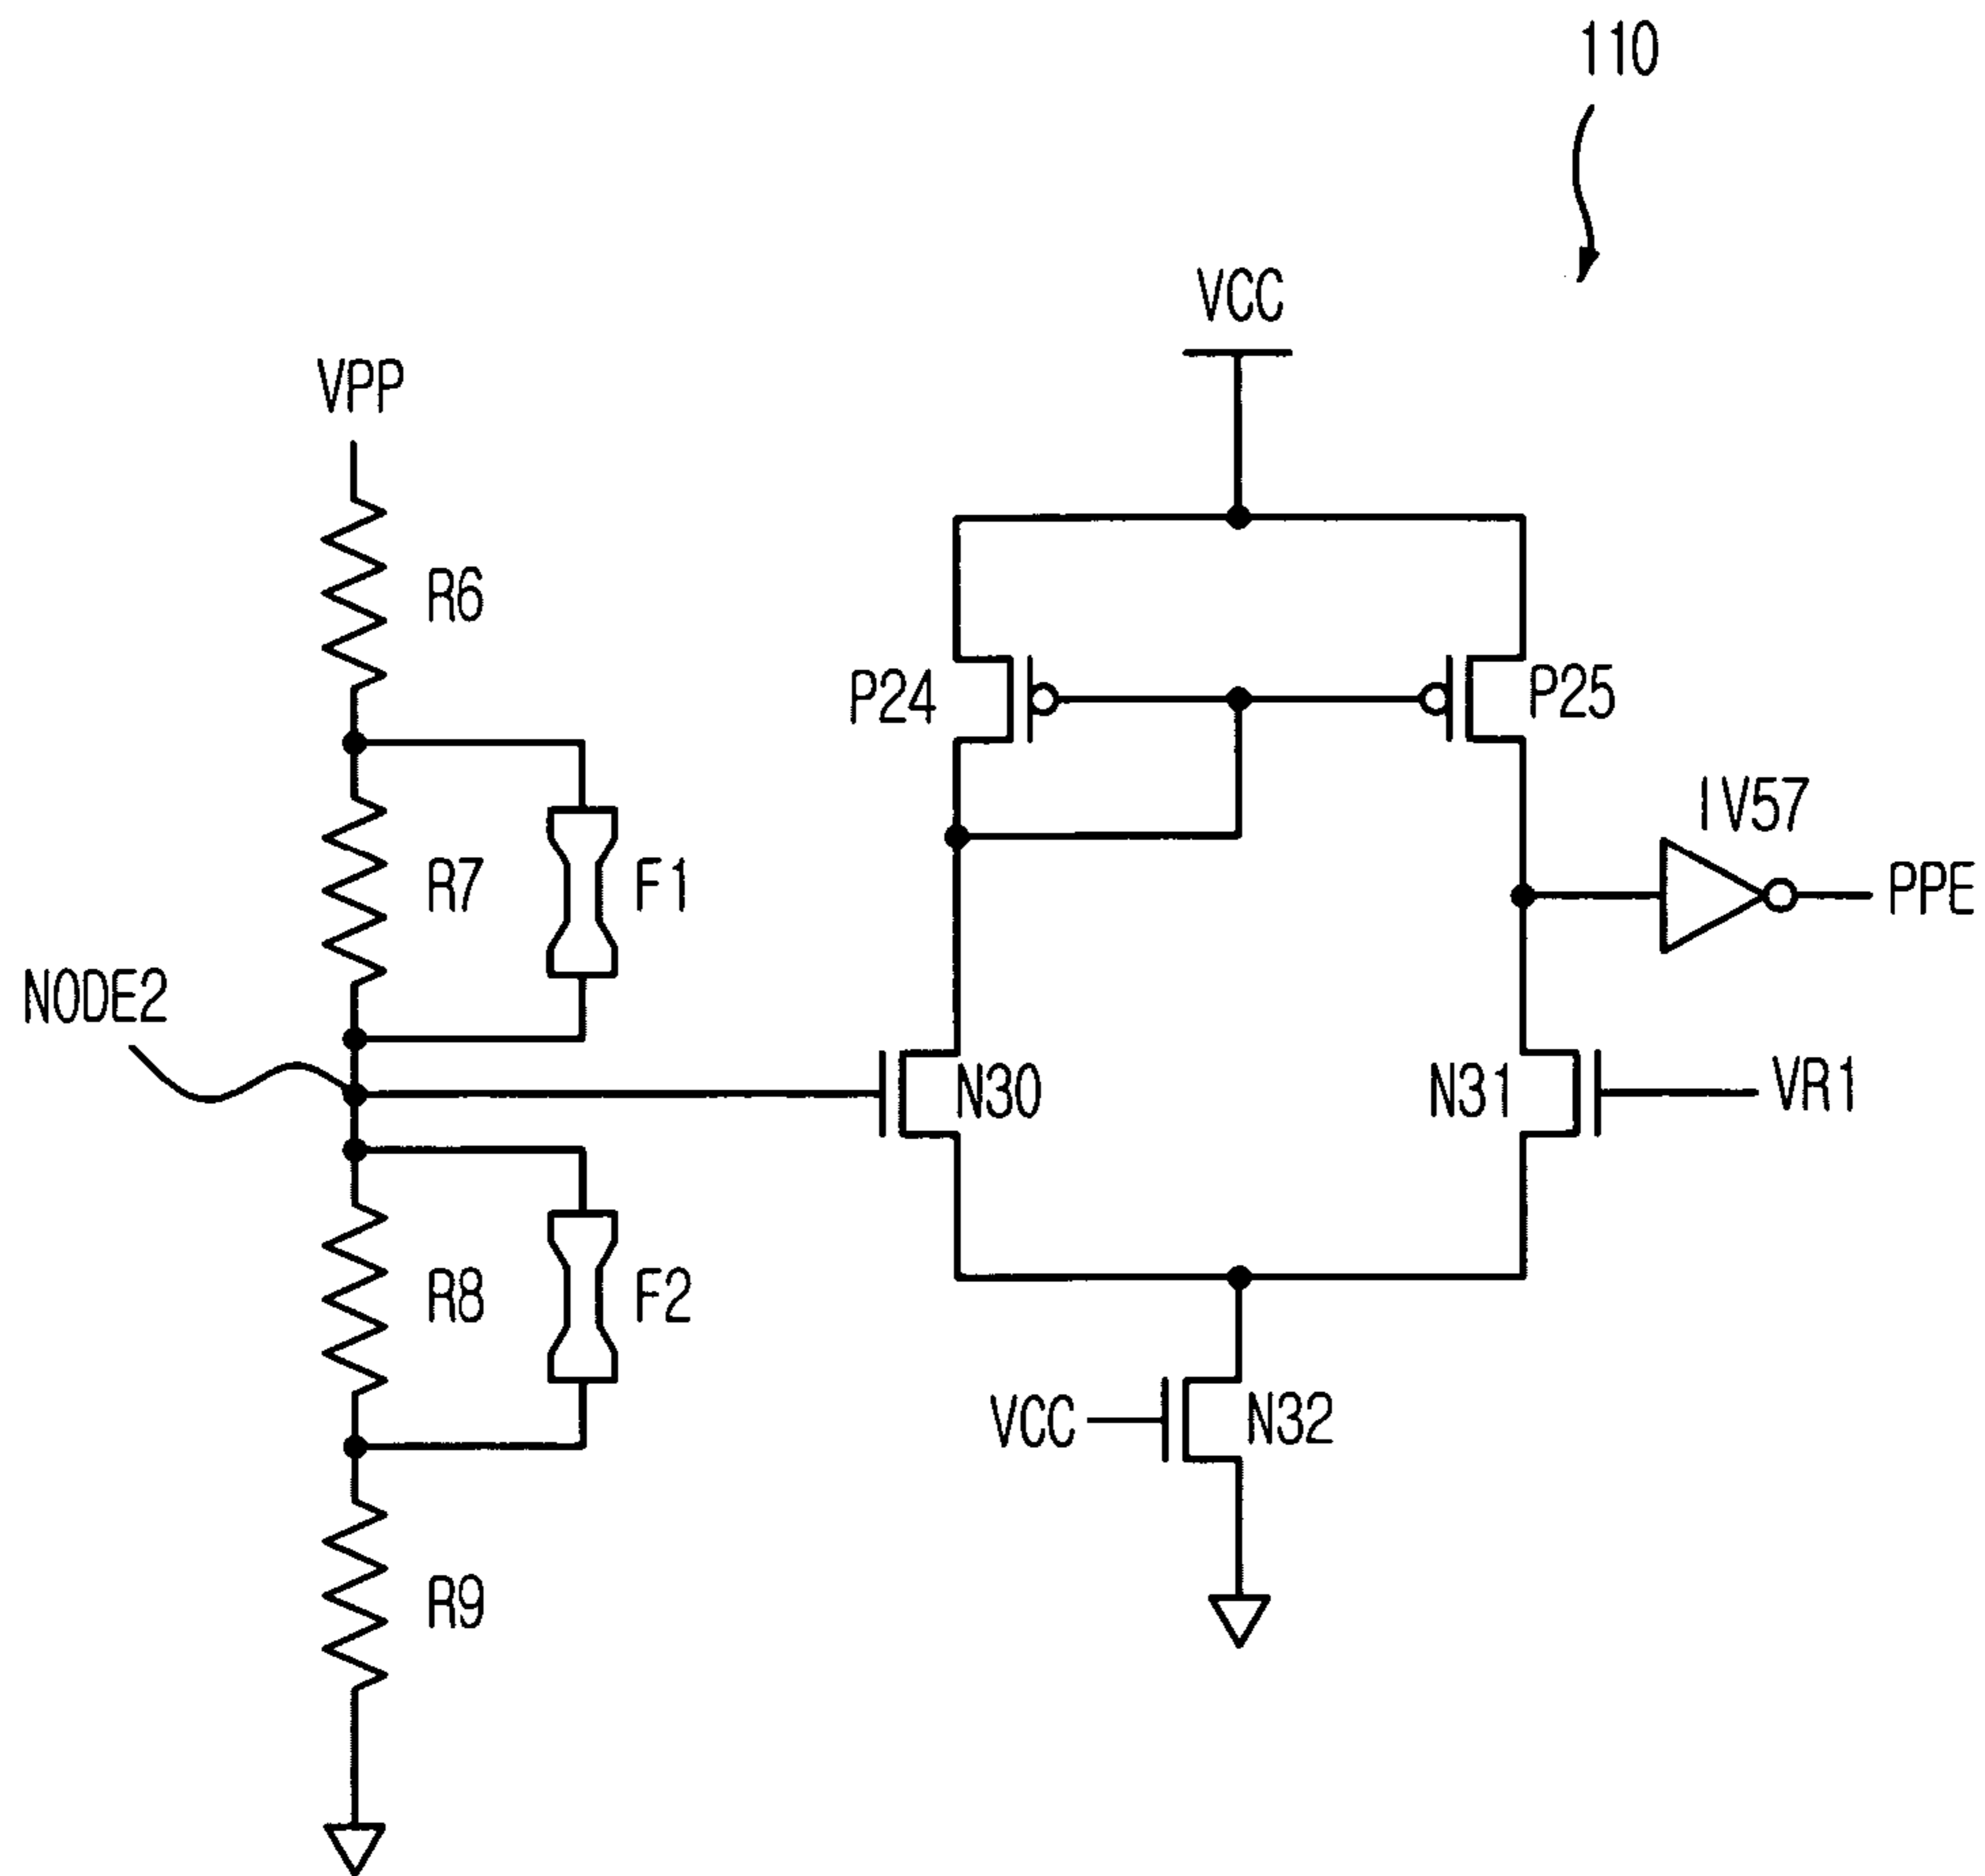 110
VCC
VPP
R6
P24
P25
IV57
R7
F1
PPE
NODE2
N30
N31
VR1
R8
F2
VCC
N32
R9